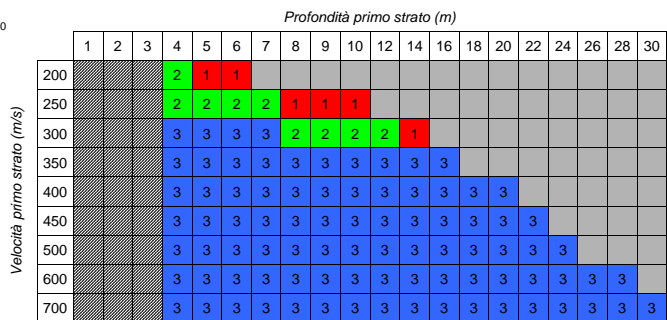 Profondità primo strato (m)
0
1 2 3 4 5 6 7 8 9 10 12 14 16 18 20 22 24 26 28 30
Velocità primo strato (m/s)
200 2 1 1
250 2 2 2 2 1 1 1
300 3 3 3 3 2 2 2 2 1
350 3 3 3 3 3 3 3 3 3 3
400 3 3 3 3 3 3 3 3 3 3 3 3
450 3 3 3 3 3 3 3 3 3 3 3 3 3
500 3 3 3 3 3 3 3 3 3 3 3 3 3 3
600 3 3 3 3 3 3 3 3 3 3 3 3 3 3 3 3
700 3 3 3 3 3 3 3 3 3 3 3 3 3 3 3 3 3